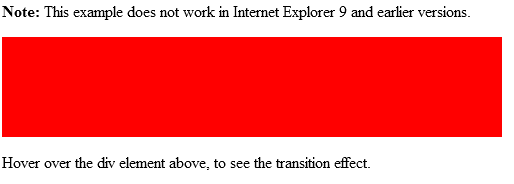 Note: This example does not work in Internet Explorer 9 and earlier versions.
Hover over the div element above, to see the transition effect.